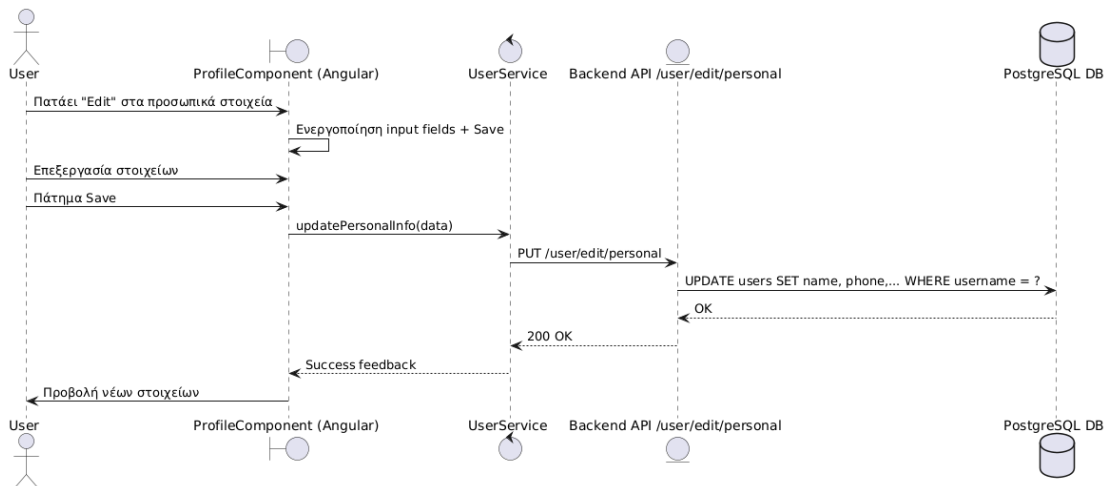 User
ProfileComponent (Angular)
UserService
Backend API /user/edit/personal
PostgreSQL DB
Πατάει "Edit" στα προσωπικά στοιχεία
Ενεργοποίηση input fields + Save
Επεξεργασία στοιχείων
Πάτημα Save
updatePersonalInfo(data)
PUT /user/edit/personal
UPDATE users SET name, phone,... WHERE username = ?
OK
200 OK
Success feedback
Προβολή νέων στοιχείων
User
ProfileComponent (Angular)
UserService
Backend API /user/edit/personal
PostgreSQL DB